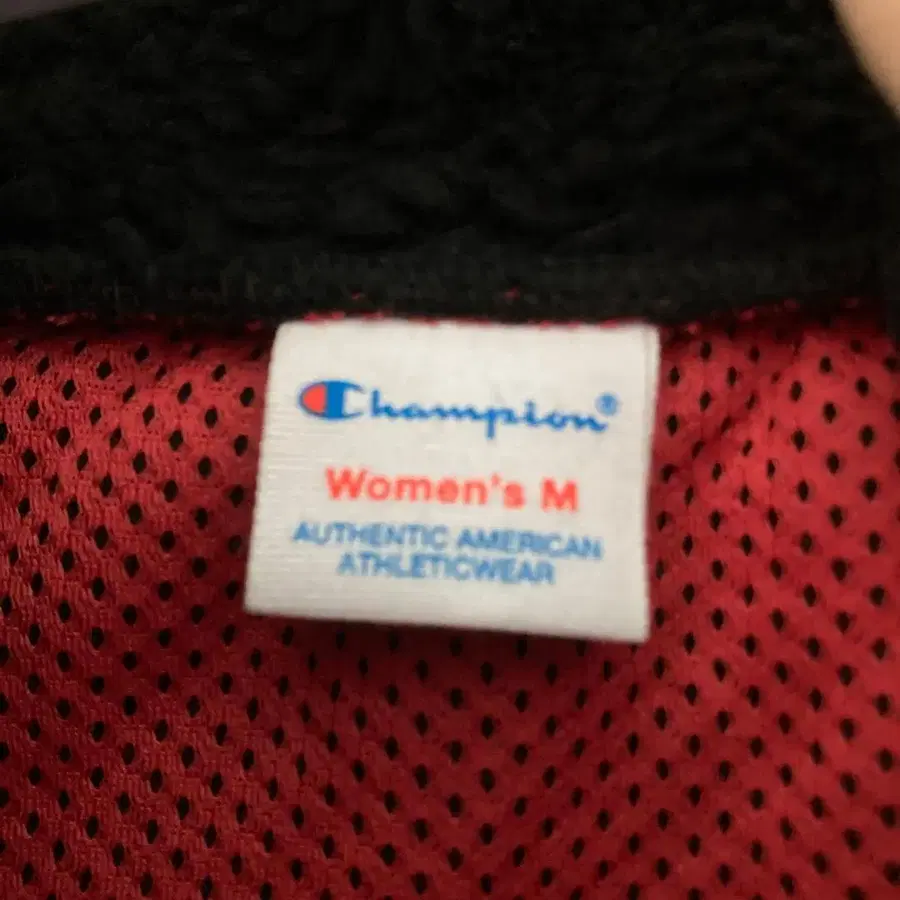 Champion®
Women's M
AUTHENTIC AMERICAN
ATHLETICWEAR